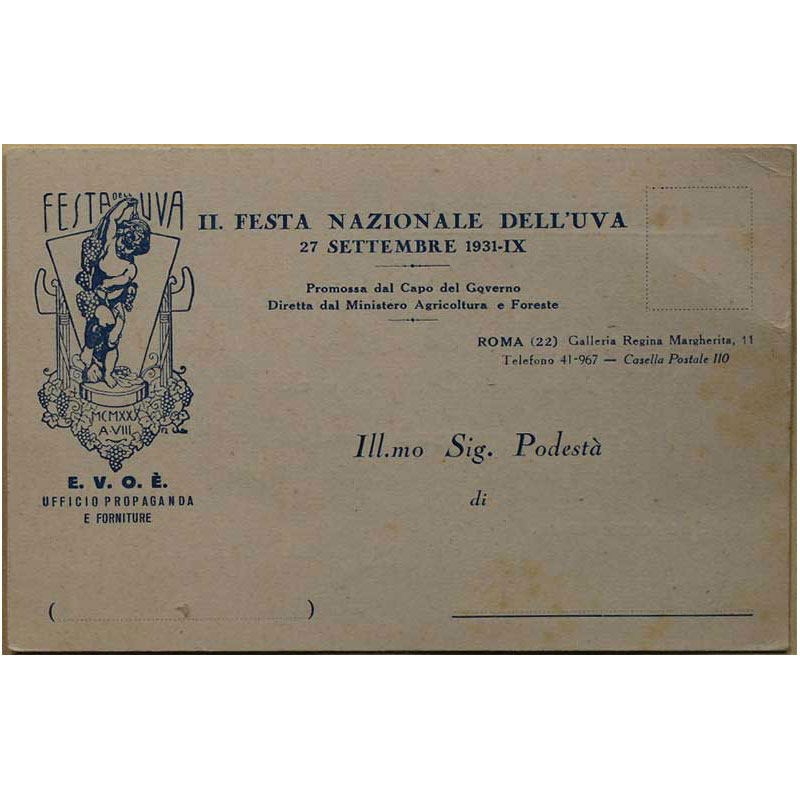 FESTA DELL' UVA
II. FESTA NAZIONALE DELL'UVA
27 SETTEMBRE 1931-IX
Promossa dal Capo del Governo
Diretta dal Ministero Agricoltura e Foreste
ROMA (22) Galleria Regina Margherita, 11
Telefono 41-967 — Casella Postale 110
MCMXXX
A. VIII
E. V. O. È.
UFFICIO PROPAGANDA
E FORNITURE
Ill.mo Sig. Podestà
di
( )